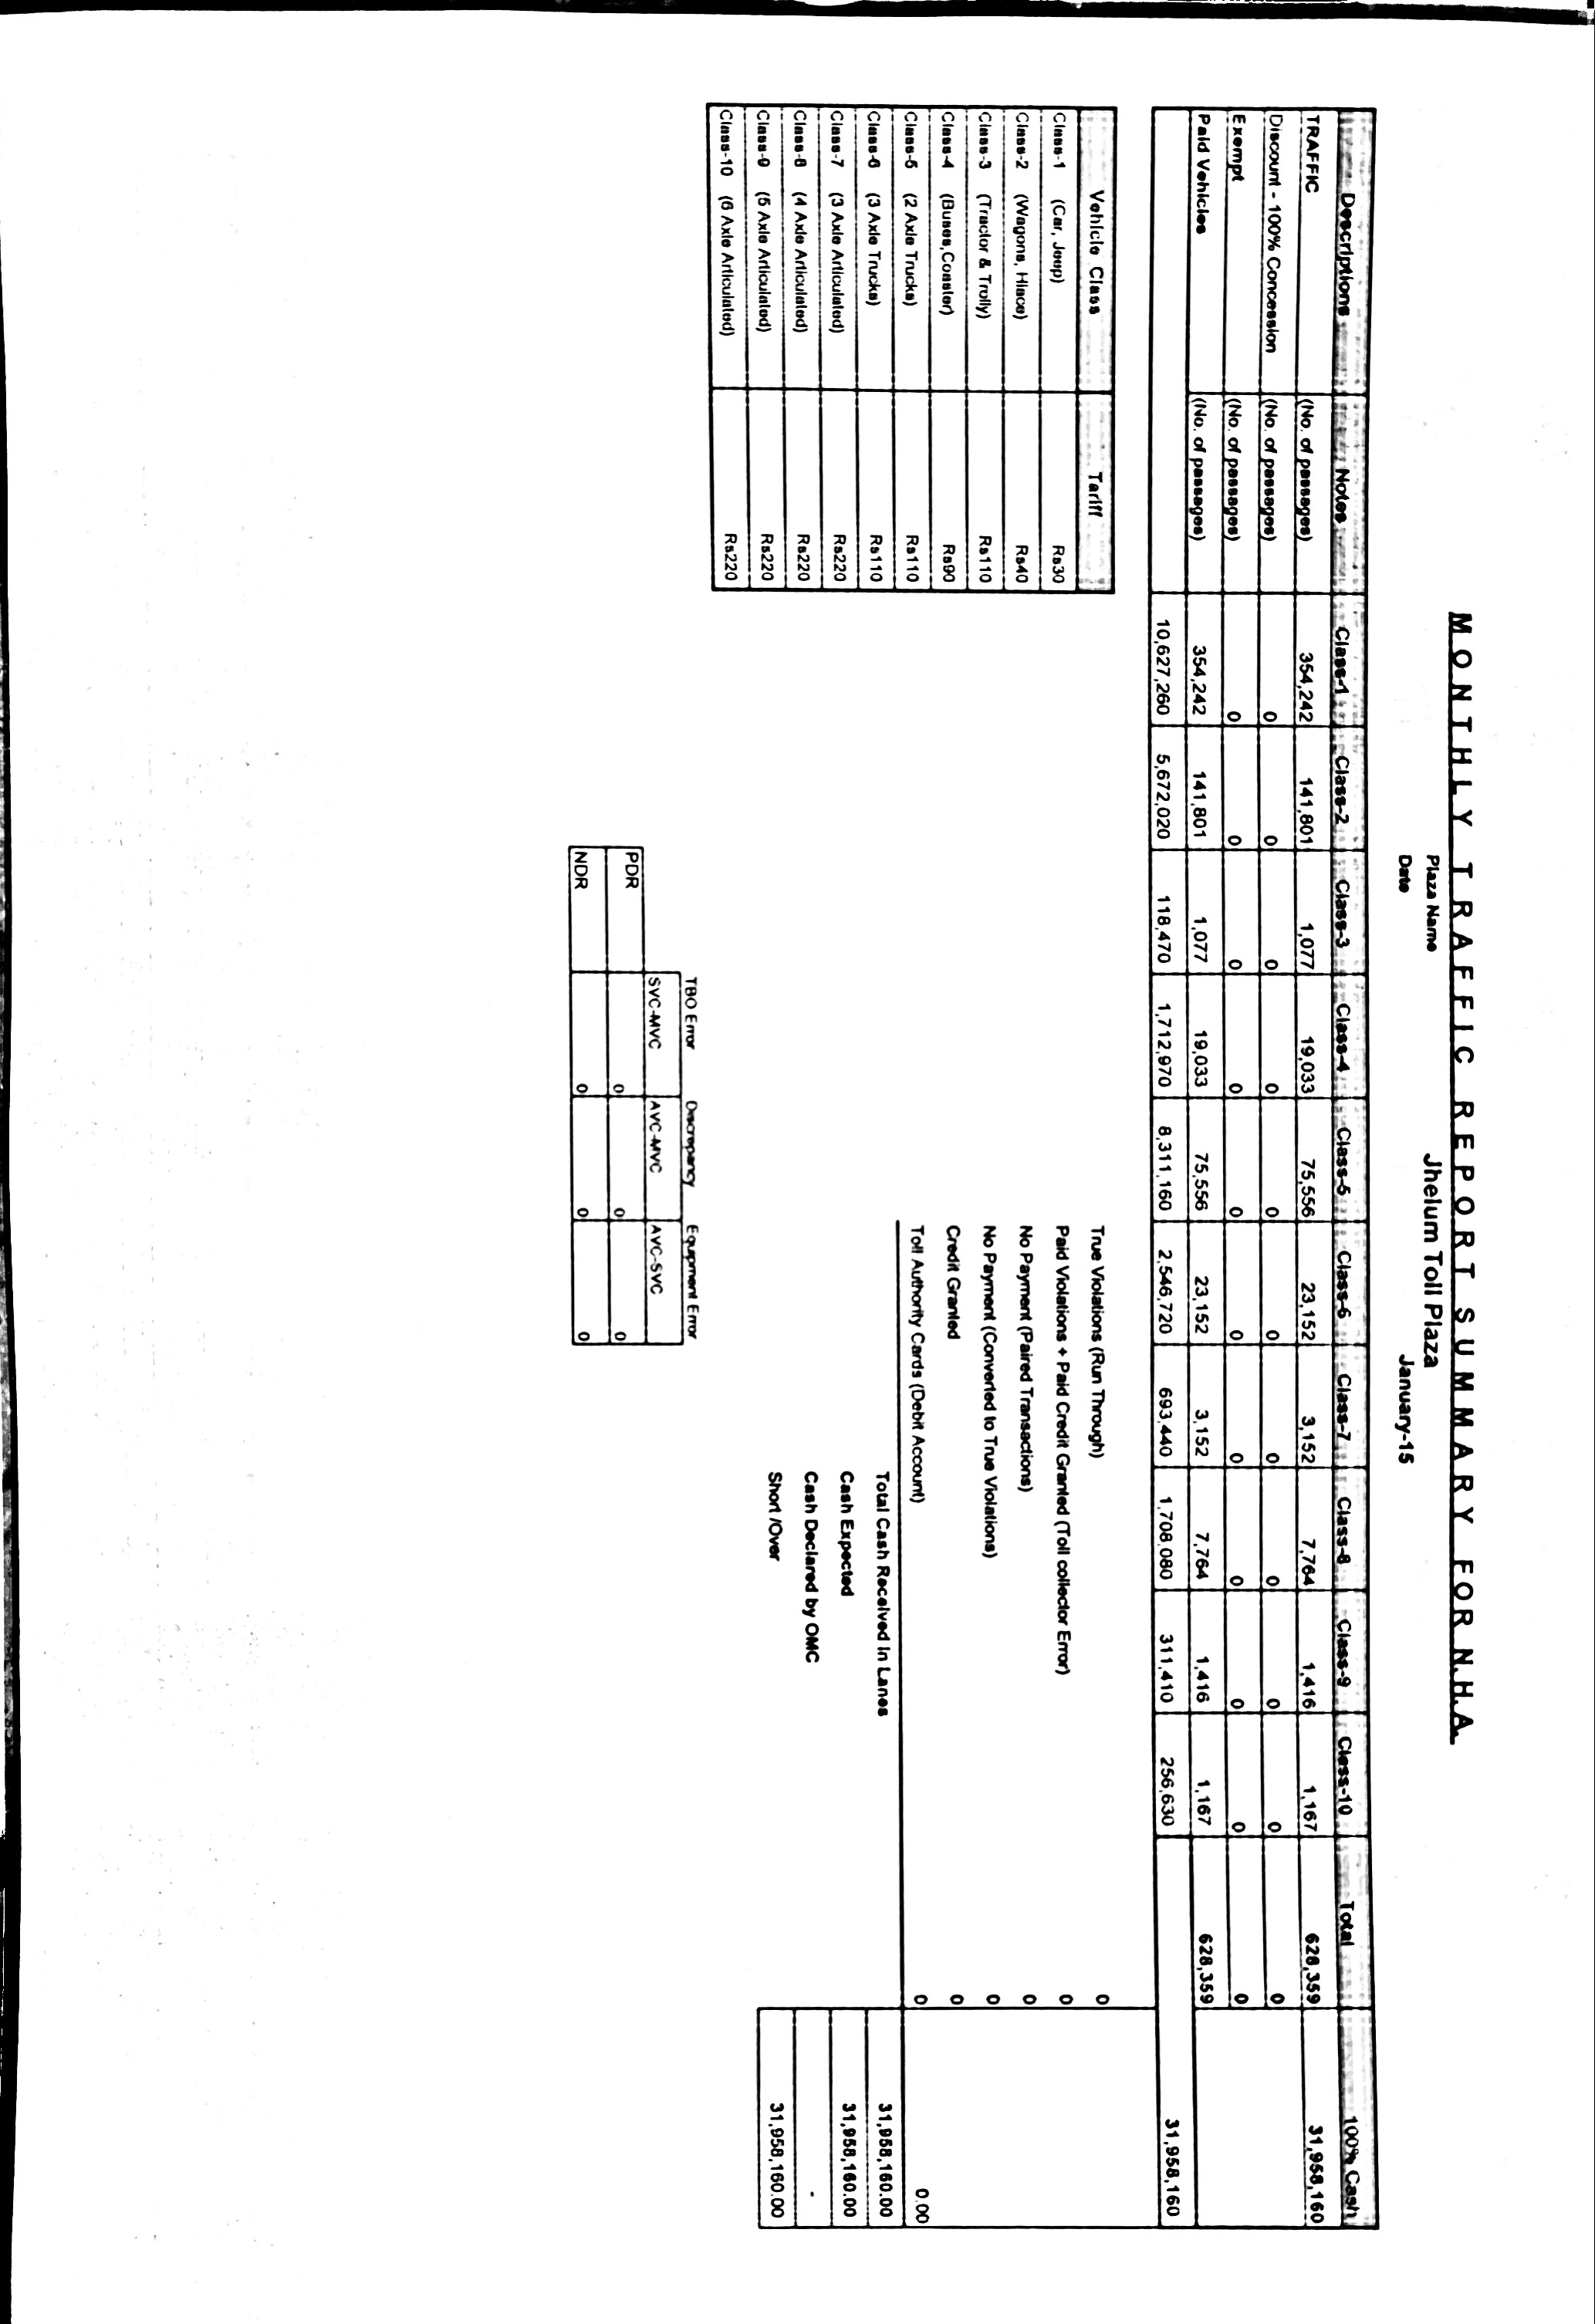 MONTHLY TRAFFIC REPORT SUMMARY FOR N.H.A.
Plaza Name Jhelum Toll Plaza
Date January-15
Descriptions Notes Class-1 Class-2 Class-3 Class-4 Class-5 Class-6 Class-7 Class-8 Class-9 Class-10 Total 100% Cash
TRAFFIC (No. of passages) 354,242 141,801 1,077 19,033 75,556 23,152 3,152 7,764 1,416 1,167 628,359 31,958,160
Discount - 100% Concession (No. of passages) 0 0 0 0 0 0 0 0 0 0 0
Exempt (No. of passages) 0 0 0 0 0 0 0 0 0 0 0
Paid Vehicles (No. of passages) 354,242 141,801 1,077 19,033 75,556 23,152 3,152 7,764 1,416 1,167 628,359
10,627,260 5,672,020 118,470 1,712,970 8,311,160 2,546,720 693,440 1,708,080 311,410 256,630 31,958,160
Vehicle Class Tariff
Class-1 (Car, Jeep) Rs30
Class-2 (Wagons, Hiace) Rs40
Class-3 (Tractor & Trolly) Rs110
Class-4 (Buses,Coaster) Rs90
Class-5 (2 Axle Trucks) Rs110
Class-6 (3 Axle Trucks) Rs110
Class-7 (3 Axle Articulated) Rs220
Class-8 (4 Axle Articulated) Rs220
Class-9 (5 Axle Articulated) Rs220
Class-10 (6 Axle Articulated) Rs220
True Violations (Run Through) 0
Paid Violations + Paid Credit Granted (Toll collector Error) 0
No Payment (Paired Transactions) 0
No Payment (Converted to True Violations) 0
Credit Granted 0
Toll Authority Cards (Debit Account) 0 0.00
Total Cash Received In Lanes 31,958,160.00
Cash Expected 31,958,160.00
Cash Declared by OMC -
Short /Over 31,958,160.00
TBO Error Discrepancy Equipment Error
SVC-MVC AVC-MVC AVC-SVC
PDR 0 0 0
NDR 0 0 0